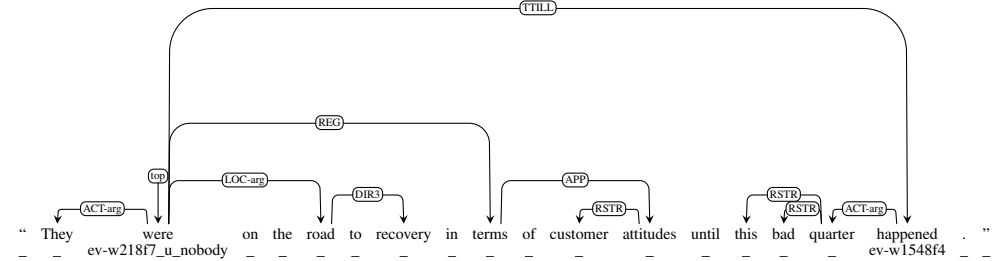 TTILL
REG
top LOC-arg DIR3 APP RSTR
ACT-arg RSTR RSTR ACT-arg
“ They were on the road to recovery in terms of customer attitudes until this bad quarter happened . ”
_ _ ev-w218f7_u_nobody _ _ _ _ _ _ _ _ _ _ _ _ _ _ ev-w1548f4 _ _